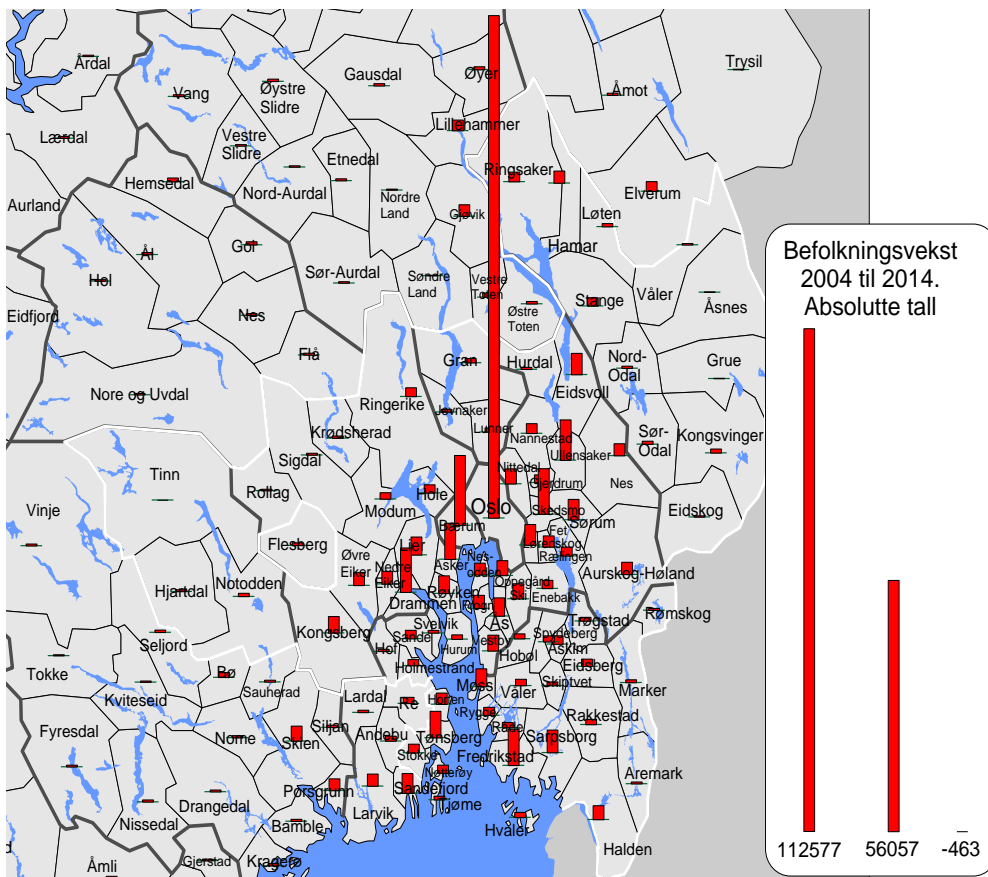 Årdal
Vang
Øystre
Slidre
Gausdal
Øyer
Åmot
Trysil
Lærdal
Vestre
Slidre
Lillehammer
Hemsedal
Nord-Aurdal
Etnedal
Nordre
Land
Ringsaker
Elverum
Aurland
Gjøvik
Løten
Ål
Gol
Hamar
Hol
Sør-Aurdal
Søndre
Land
Vestre
Toten
Østre
Toten
Stange
Våler
Åsnes
Eidfjord
Nes
Flå
Gran
Hurdal
Nord-
Odal
Grue
Nore og Uvdal
Ringerike
Eidsvoll
Jevnaker
Krødsherad
Lunner
Nannestad
Ullensaker
Sør-
Odal
Kongsvinger
Sigdal
Tinn
Nittedal
Gjerdrum
Nes
Rollag
Hole
Modum
Oslo
Skedsmo
Sørum
Eidskog
Vinje
Bærum
Flesberg
Lier
Asker
Fet
Lørenskog
Rælingen
Øvre
Eiker
Nedre
Eiker
Nes-
odden
Oppegård
Ski
Enebakk
Aurskog-Høland
Hjartdal
Notodden
Drammen
Røyken
Frogn
Ås
Rømskog
Kongsberg
Svelvik
Sande
Hurum
Vestby
Trøgstad
Spydeberg
Askim
Seljord
Hof
Hobøl
Eidsberg
Tokke
Bø
Holmestrand
Kviteseid
Sauherad
Moss
Våler
Skiptvet
Marker
Lardal
Re
Horten
Rygge
Rakkestad
Fyresdal
Siljan
Råde
Nome
Skien
Andebu
Tønsberg
Sarpsborg
Stokke
Fredrikstad
Nøtterøy
Aremark
Porsgrunn
Sandefjord
Drangedal
Larvik
Tjøme
Nissedal
Bamble
Hvaler
Halden
Åmli
Gjerstad
Kragerø
Befolkningsvekst
2004 til 2014.
Absolutte tall
112577 56057 -463